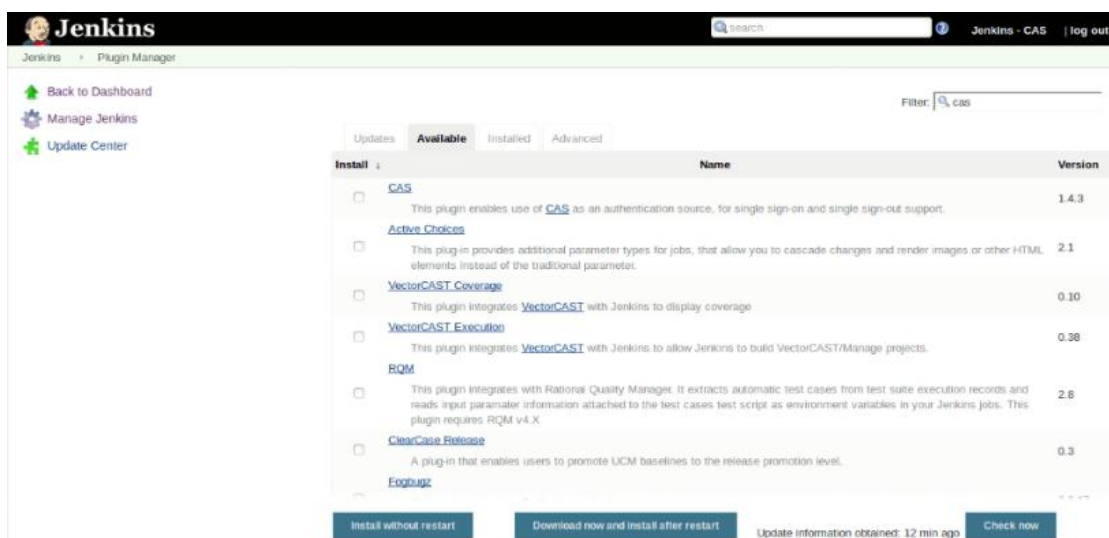 Jenkins
search
Jenkins - CAS | log out
Jenkins Plugin Manager
Back to Dashboard
Manage Jenkins
Update Center
Filter: cas
Updates Available Installed Advanced
Install ↓ Name Version
CAS
This plugin enables use of CAS as an authentication source, for single sign-on and single sign-out support.
1.4.3
Active Choices
This plug-in provides additional parameter types for jobs, that allow you to cascade changes and render images or other HTML
elements instead of the traditional parameter.
2.1
VectorCAST Coverage
This plugin integrates VectorCAST with Jenkins to display coverage
0.10
VectorCAST Execution
This plugin integrates VectorCAST with Jenkins to allow Jenkins to build VectorCAST/Manage projects.
0.38
RQM
This plugin integrates with Rational Quality Manager. It extracts automatic test cases from test suite execution records and
reads input paramater information attached to the test cases test script as environment variables in your Jenkins jobs. This
plugin requires RQM v4.X
2.8
ClearCase Release
A plug-in that enables users to promote UCM baselines to the release promotion level.
0.3
Fogbugz
Install without restart
Download now and install after restart
Update information obtained: 12 min ago
Check now